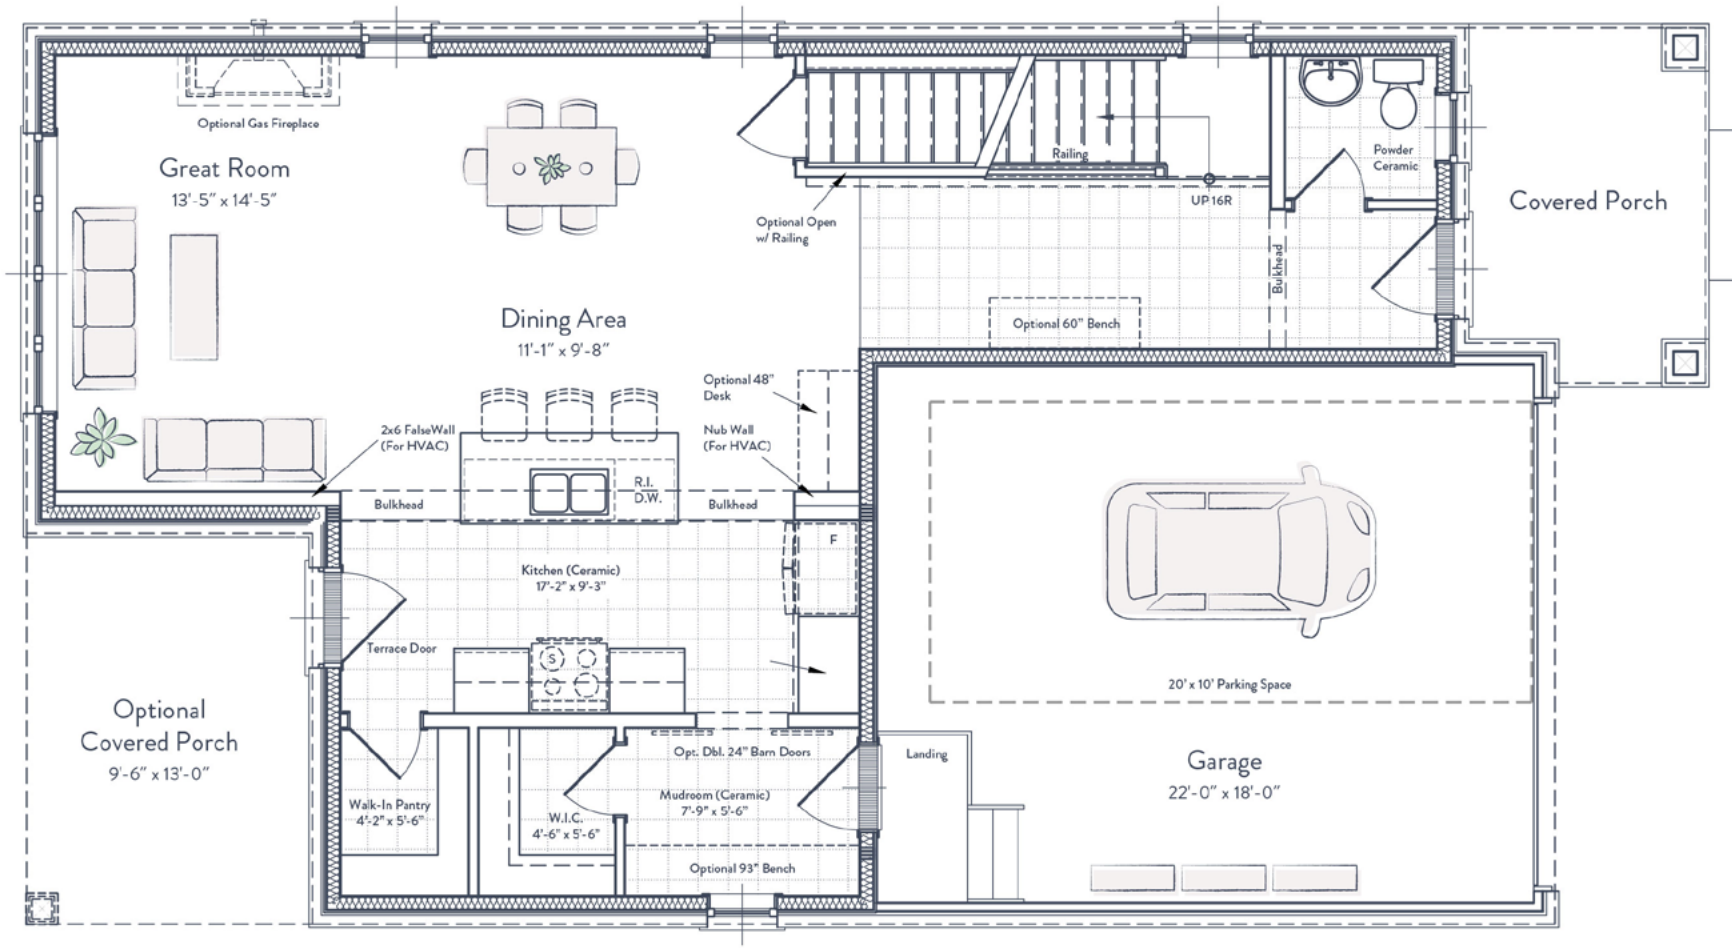 Optional Gas Fireplace
Great Room
13'-5" x 14'-5"
Dining Area
11'-1" x 9'-8"
Optional Open
w/ Railing
Railing
UP 16R
Powder
Ceramic
Covered Porch
Bulkhead
Optional 60" Bench
Optional 48"
Desk
Nub Wall
(For HVAC)
2x6 FalseWall
(For HVAC)
Bulkhead
R.I.
D.W.
Bulkhead
F
Kitchen (Ceramic)
17'-2" x 9'-3"
Terrace Door
S
20' x 10' Parking Space
Optional
Covered Porch
9'-6" x 13'-0"
Walk-In Pantry
4'-2" x 5'-6"
W.I.C.
4'-6" x 5'-6"
Opt. Dbl. 24" Barn Doors
Mudroom (Ceramic)
7'-9" x 5'-6"
Optional 93" Bench
Landing
Garage
22'-0" x 18'-0"